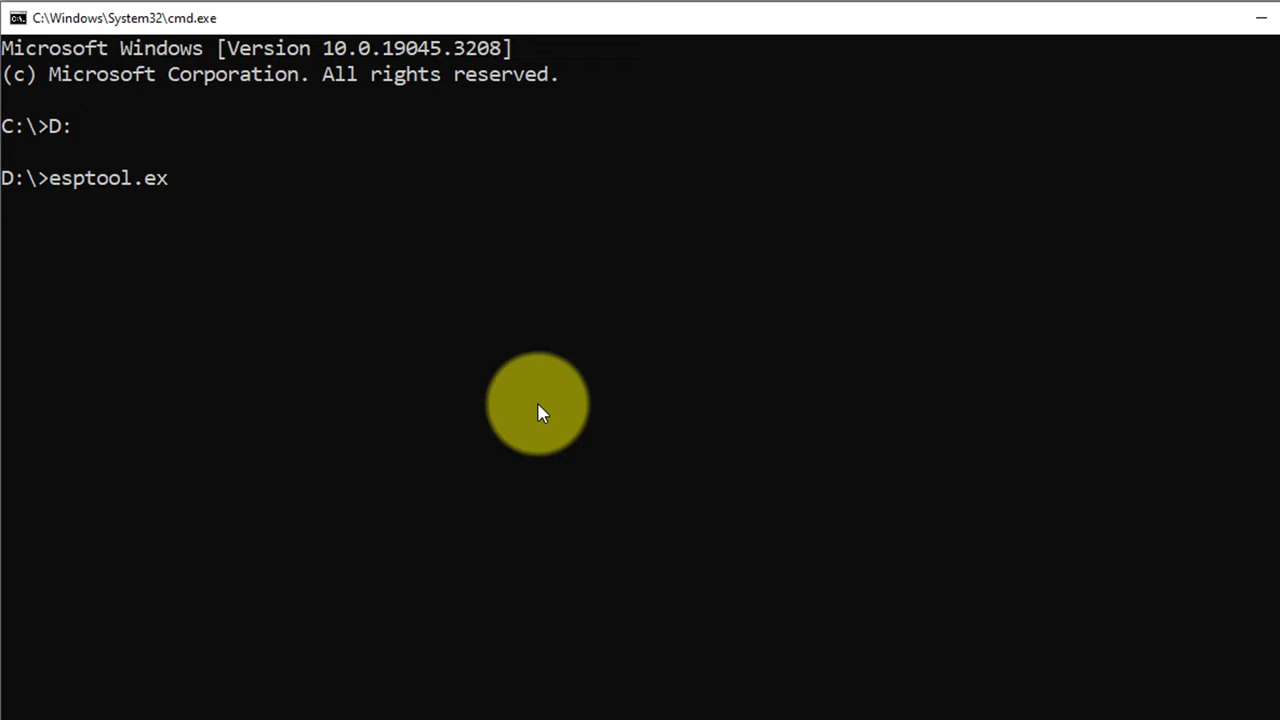 C:\Windows\System32\cmd.exe
Microsoft Windows [Version 10.0.19045.3208]
(c) Microsoft Corporation. All rights reserved.
C:\>D:
D:\>esptool.ex